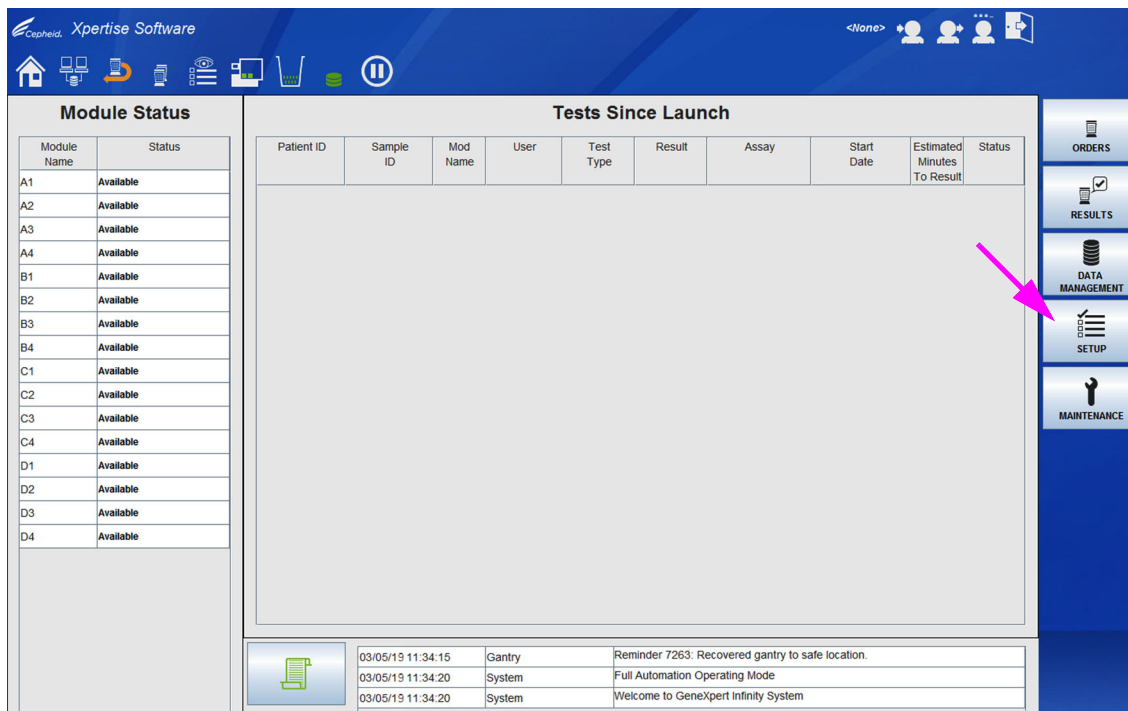 Cepheid. Xpertise Software
<None>
Module Status
Tests Since Launch
Module Name Status
Patient ID Sample ID Mod Name User Test Type Result Assay Start Date Estimated Minutes To Result Status
A1 Available
A2 Available
A3 Available
A4 Available
B1 Available
B2 Available
B3 Available
B4 Available
C1 Available
C2 Available
C3 Available
C4 Available
D1 Available
D2 Available
D3 Available
D4 Available
ORDERS
RESULTS
DATA
MANAGEMENT
SETUP
MAINTENANCE
03/05/19 11:34:15 Gantry Reminder 7263: Recovered gantry to safe location.
03/05/19 11:34:20 System Full Automation Operating Mode
03/05/19 11:34:20 System Welcome to GeneXpert Infinity System